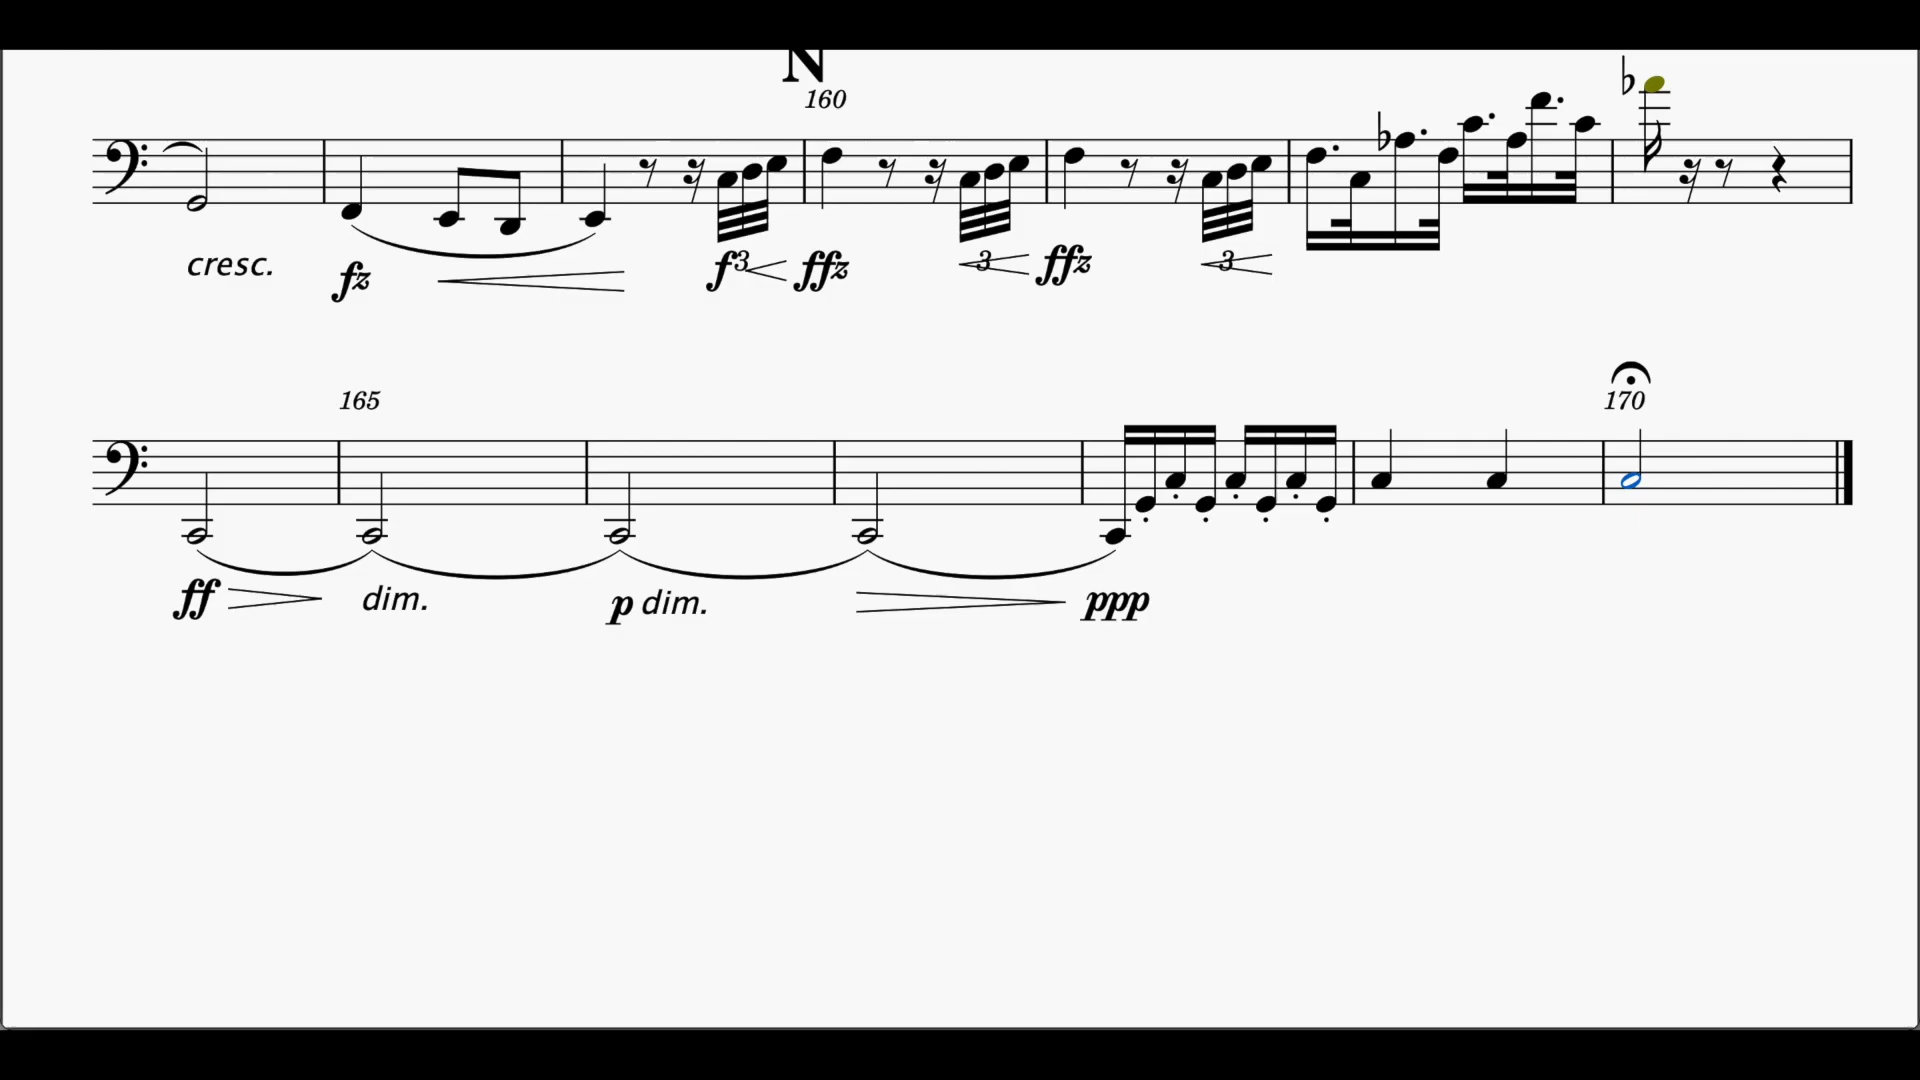 N
160
cresc.
fz
f 3 ffz 3 ffz 3
165
170
ff
dim.
p dim.
ppp